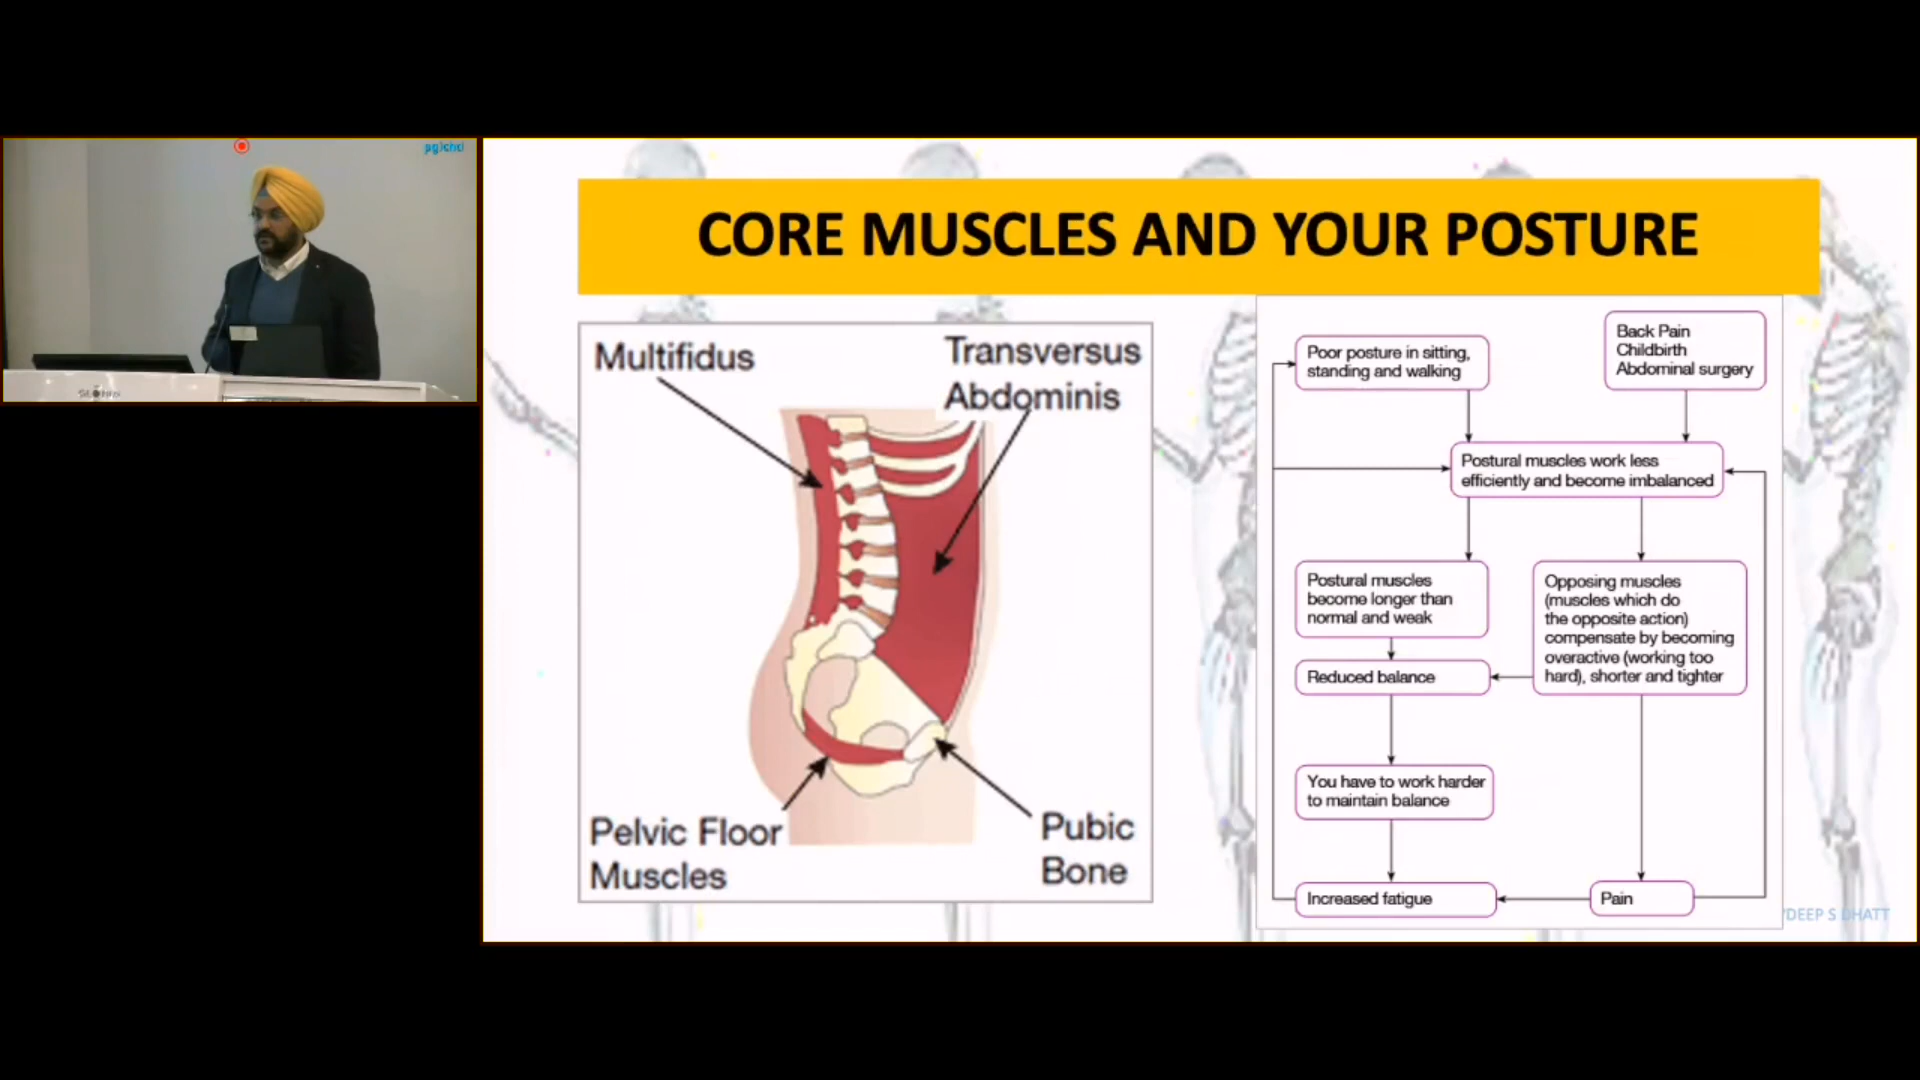 CORE MUSCLES AND YOUR POSTURE
Multifidus
Transversus
Abdominis
Pelvic Floor
Muscles
Pubic
Bone
Poor posture in sitting,
standing and walking
Back Pain
Childbirth
Abdominal surgery
Postural muscles work less
efficiently and become imbalanced
Postural muscles
become longer than
normal and weak
Opposing muscles
(muscles which do
the opposite action)
compensate by becoming
overactive (working too
hard), shorter and tighter
Reduced balance
You have to work harder
to maintain balance
Increased fatigue
Pain
DEEP S DHATT